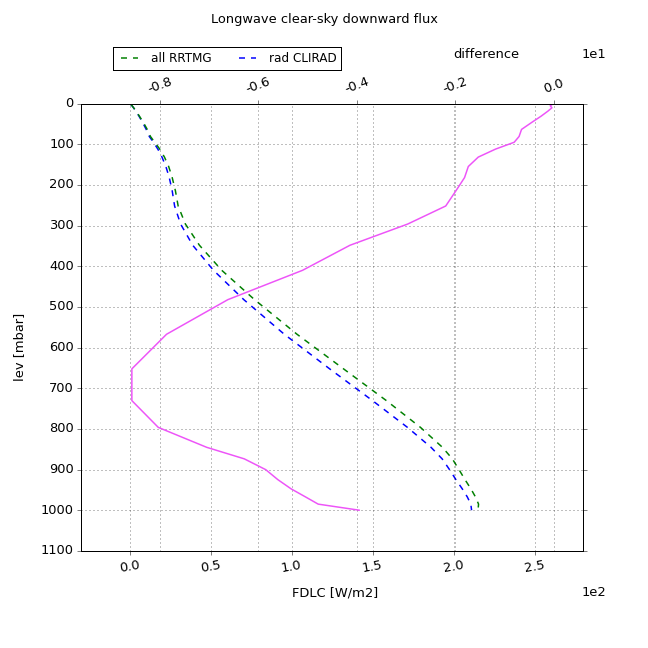 Longwave clear-sky downward flux
all RRTMG rad CLIRAD
difference 1e1
-0.8 -0.6 -0.4 -0.2 0.0
0
100
200
300
400
500
600
700
800
900
1000
1100
lev [mbar]
0.0 0.5 1.0 1.5 2.0 2.5
FDLC [W/m2] 1e2